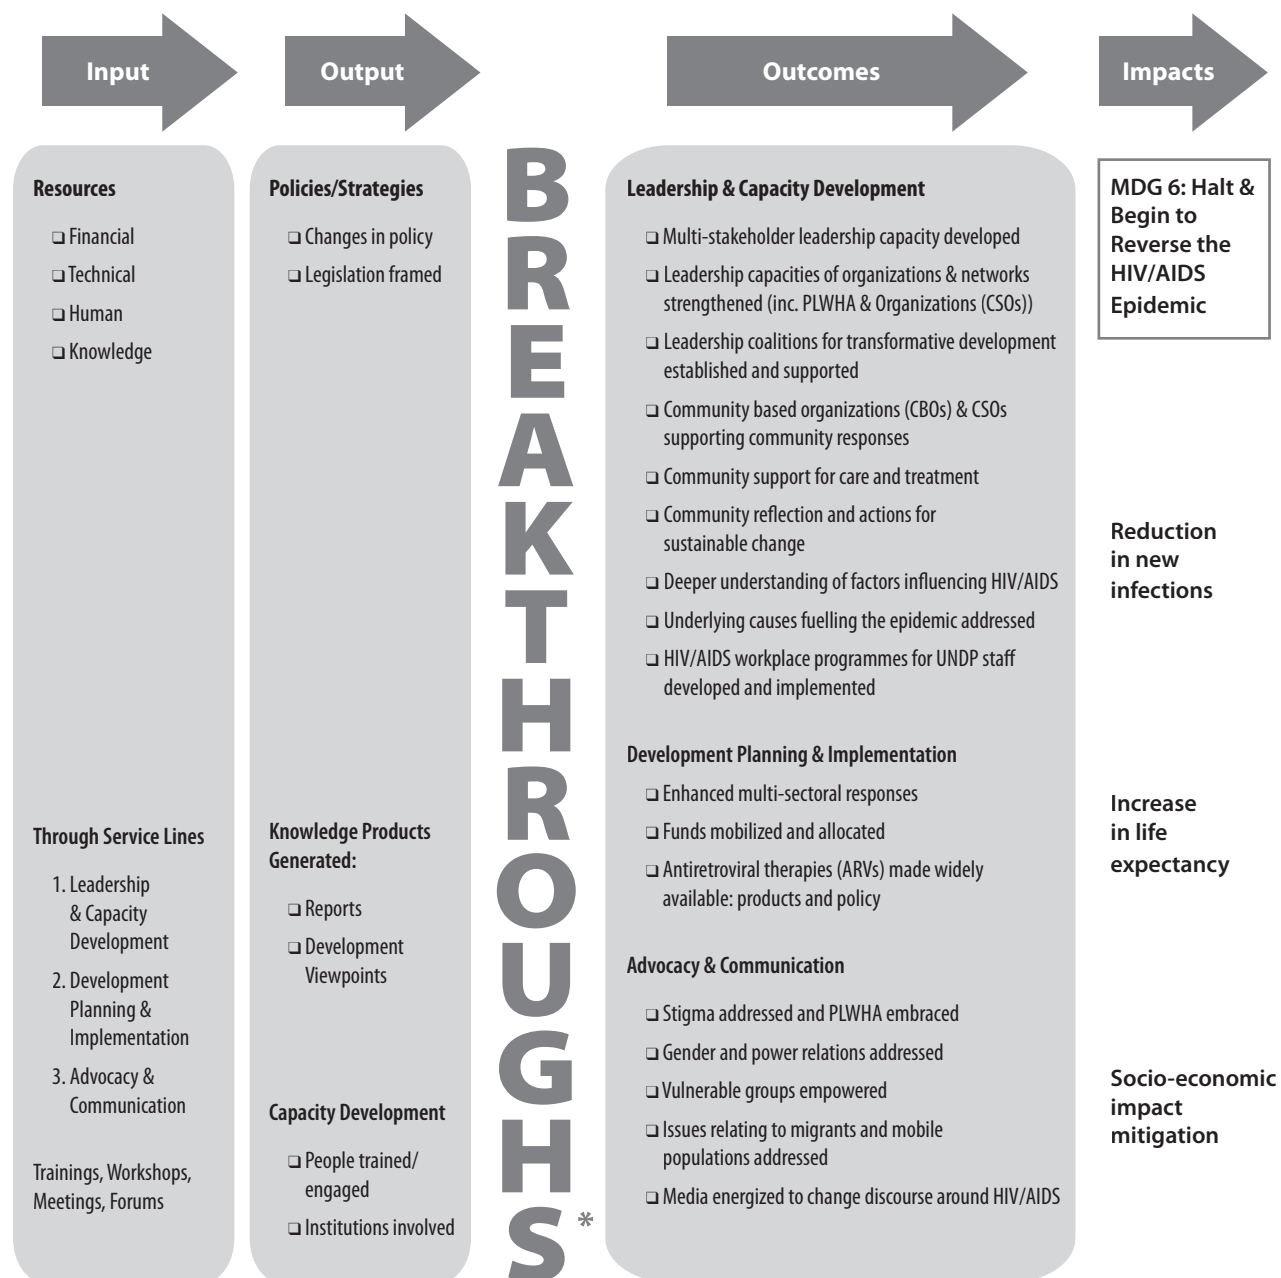 Input
Output
Outcomes
Impacts
Resources
❑ Financial
❑ Technical
❑ Human
❑ Knowledge
Through Service Lines
1. Leadership
& Capacity
Development
2. Development
Planning &
Implementation
3. Advocacy &
Communication
Trainings, Workshops,
Meetings, Forums
Policies/Strategies
❑ Changes in policy
❑ Legislation framed
Knowledge Products
Generated:
❑ Reports
❑ Development
Viewpoints
Capacity Development
❑ People trained/
engaged
❑ Institutions involved
BREAKTHROUGHS*
Leadership & Capacity Development
❑ Multi-stakeholder leadership capacity developed
❑ Leadership capacities of organizations & networks
strengthened (inc. PLWHA & Organizations (CSOs))
❑ Leadership coalitions for transformative development
established and supported
❑ Community based organizations (CBOs) & CSOs
supporting community responses
❑ Community support for care and treatment
❑ Community reflection and actions for
sustainable change
❑ Deeper understanding of factors influencing HIV/AIDS
❑ Underlying causes fuelling the epidemic addressed
❑ HIV/AIDS workplace programmes for UNDP staff
developed and implemented
Development Planning & Implementation
❑ Enhanced multi-sectoral responses
❑ Funds mobilized and allocated
❑ Antiretroviral therapies (ARVs) made widely
available: products and policy
Advocacy & Communication
❑ Stigma addressed and PLWHA embraced
❑ Gender and power relations addressed
❑ Vulnerable groups empowered
❑ Issues relating to migrants and mobile
populations addressed
❑ Media energized to change discourse around HIV/AIDS
MDG 6: Halt &
Begin to
Reverse the
HIV/AIDS
Epidemic
Reduction
in new
infections
Increase
in life
expectancy
Socio-economic
impact
mitigation